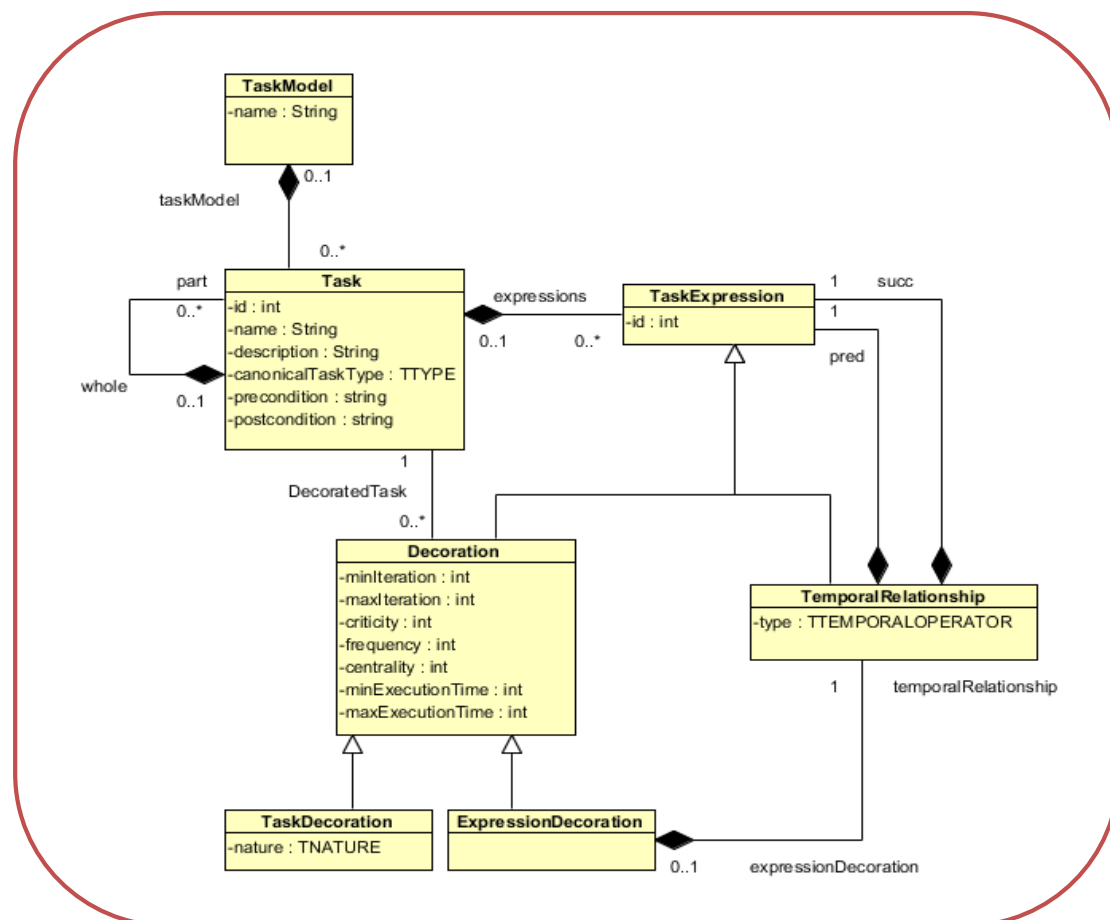 TaskModel
-name : String
0..1
taskModel
0..*
part
0..*
whole
0..1
Task
-id : int
-name : String
-description : String
-canonicalTaskType : TTYPE
-precondition : string
-postcondition : string
expressions
0..1
0..*
TaskExpression
-id : int
1
succ
1
pred
1
DecoratedTask
0..*
Decoration
-minIteration : int
-maxIteration : int
-criticity : int
-frequency : int
-centrality : int
-minExecutionTime : int
-maxExecutionTime : int
TemporalRelationship
-type : TTEMPORALOPERATOR
1
temporalRelationship
TaskDecoration
-nature : TNATURE
ExpressionDecoration
0..1
expressionDecoration